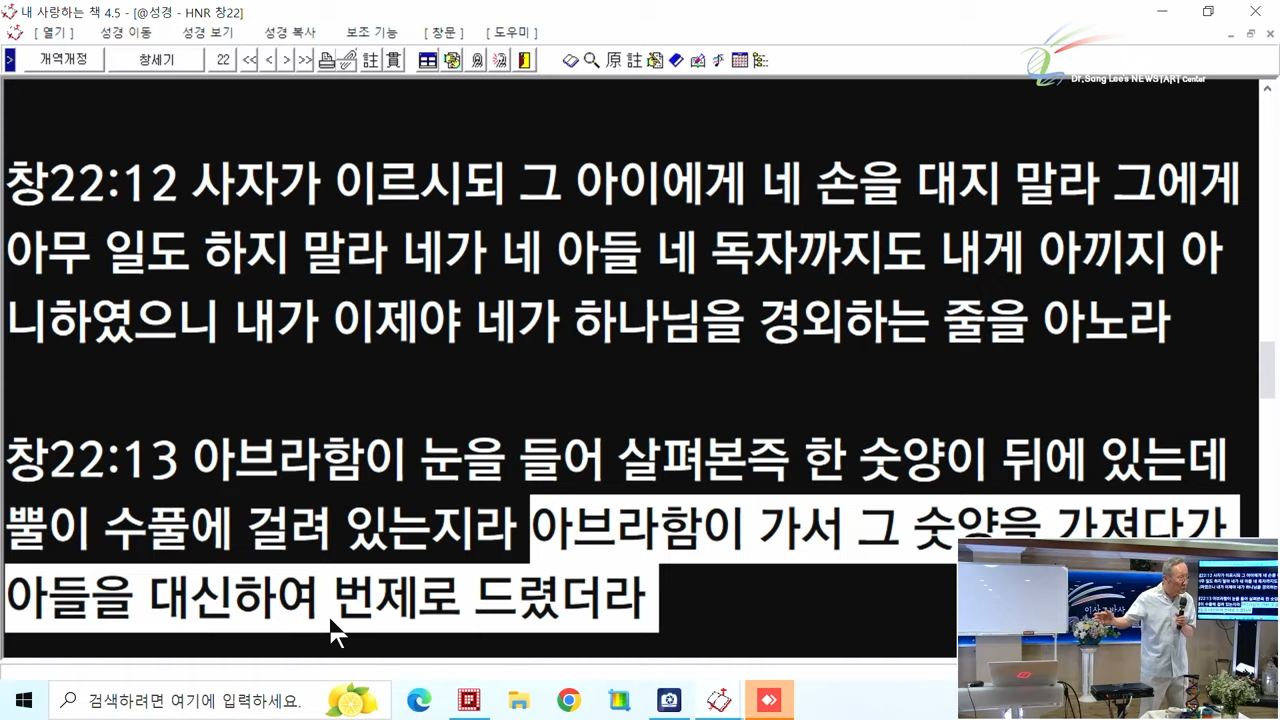 내 사랑하는 책 4.5 - [@성경 - HNR 창22]
[ 열기 ] 성경 이동 성경 보기 성경 복사 보조 기능 [ 창문 ] [ 도우미 ]
> 개역개정 창세기 22 << < > >> 註 貫 原 註
Dr.Sang Lee's NEWSTART Center
창22:12 사자가 이르시되 그 아이에게 네 손을 대지 말라 그에게
아무 일도 하지 말라 네가 네 아들 네 독자까지도 내게 아끼지 아
니하였으니 내가 이제야 네가 하나님을 경외하는 줄을 아노라
창22:13 아브라함이 눈을 들어 살펴본즉 한 숫양이 뒤에 있는데
뿔이 수풀에 걸려 있는지라 아브라함이 가서 그 숫양을 가져다가
아들을 대신하여 번제로 드렸더라
검색하려면 여기에 입력하세요.